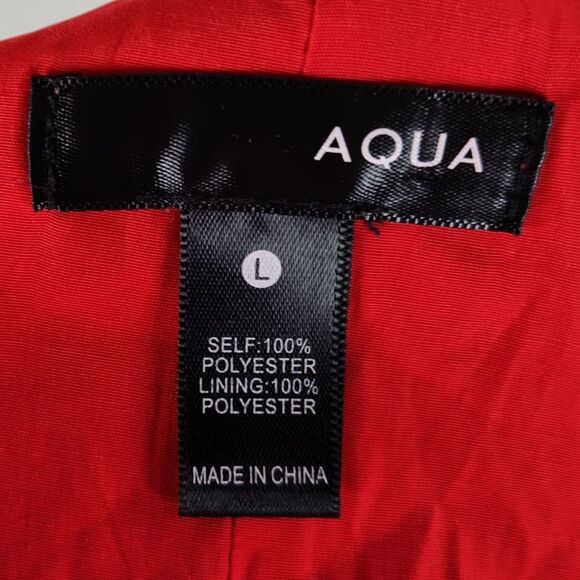 AQUA
L
SELF:100%
POLYESTER
LINING:100%
POLYESTER
MADE IN CHINA